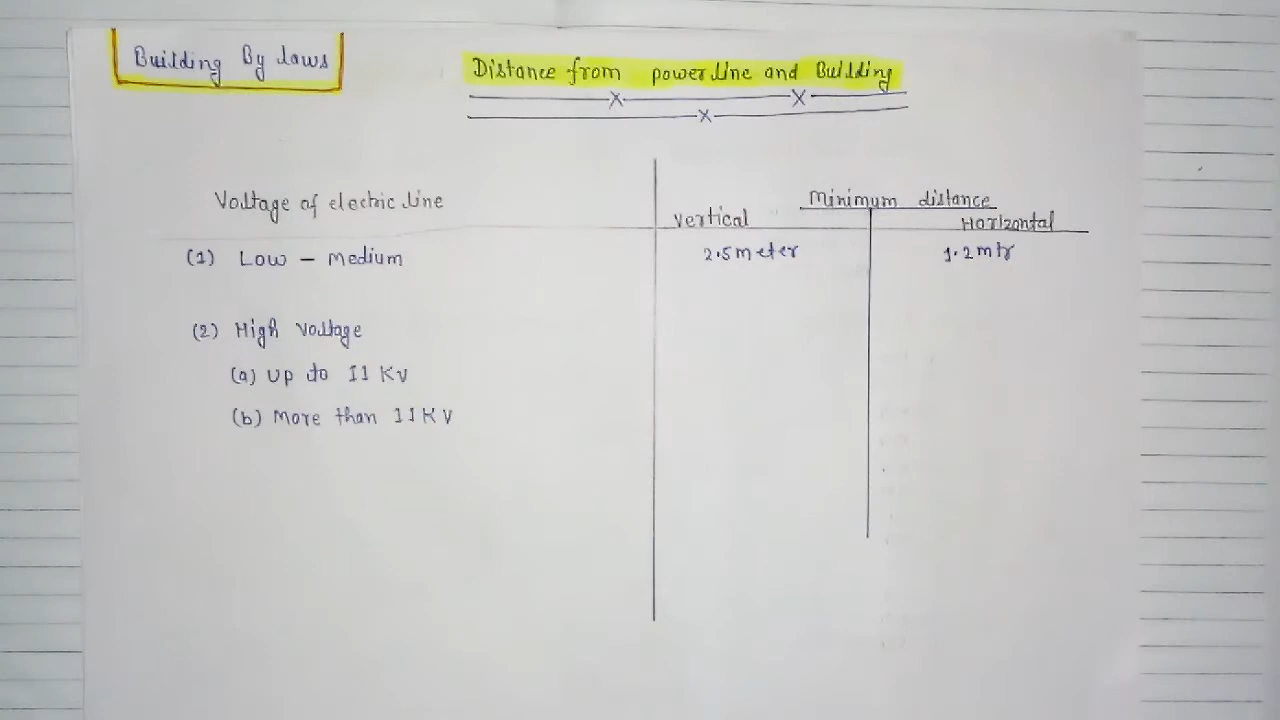 Building By laws
Distance from power line and Building
Voltage of electric line
Minimum distance
Vertical
Horizontal
(1) Low – Medium
2.5 meter
1.2 mtr
(2) High Voltage
(a) Up to 11 KV
(b) More than 11 KV